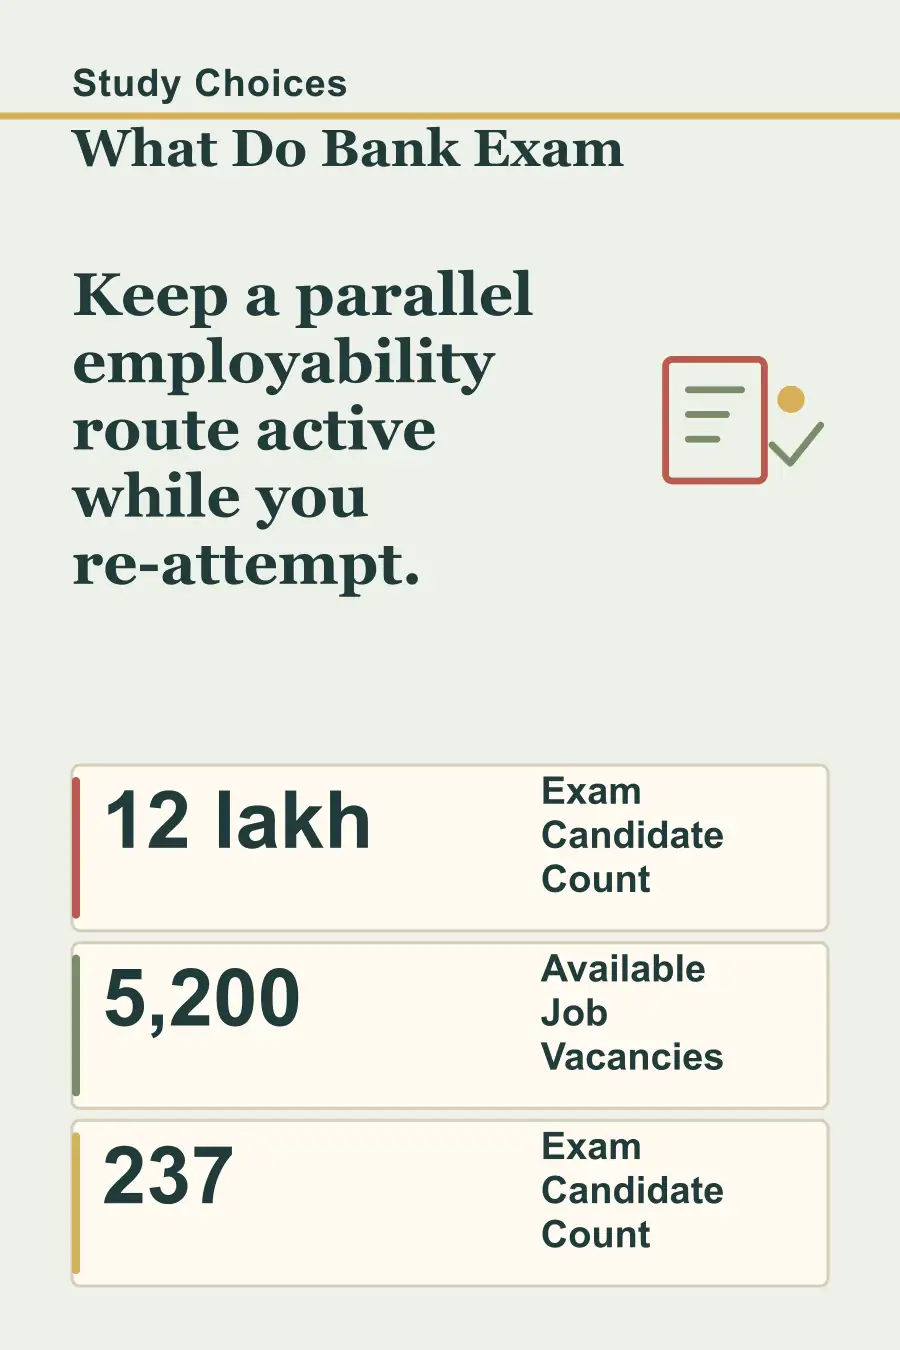 Study Choices
What Do Bank Exam
Keep a parallel
employability
route active
while you
re-attempt.
12 lakh
Exam
Candidate
Count
5,200
Available
Job
Vacancies
237
Exam
Candidate
Count